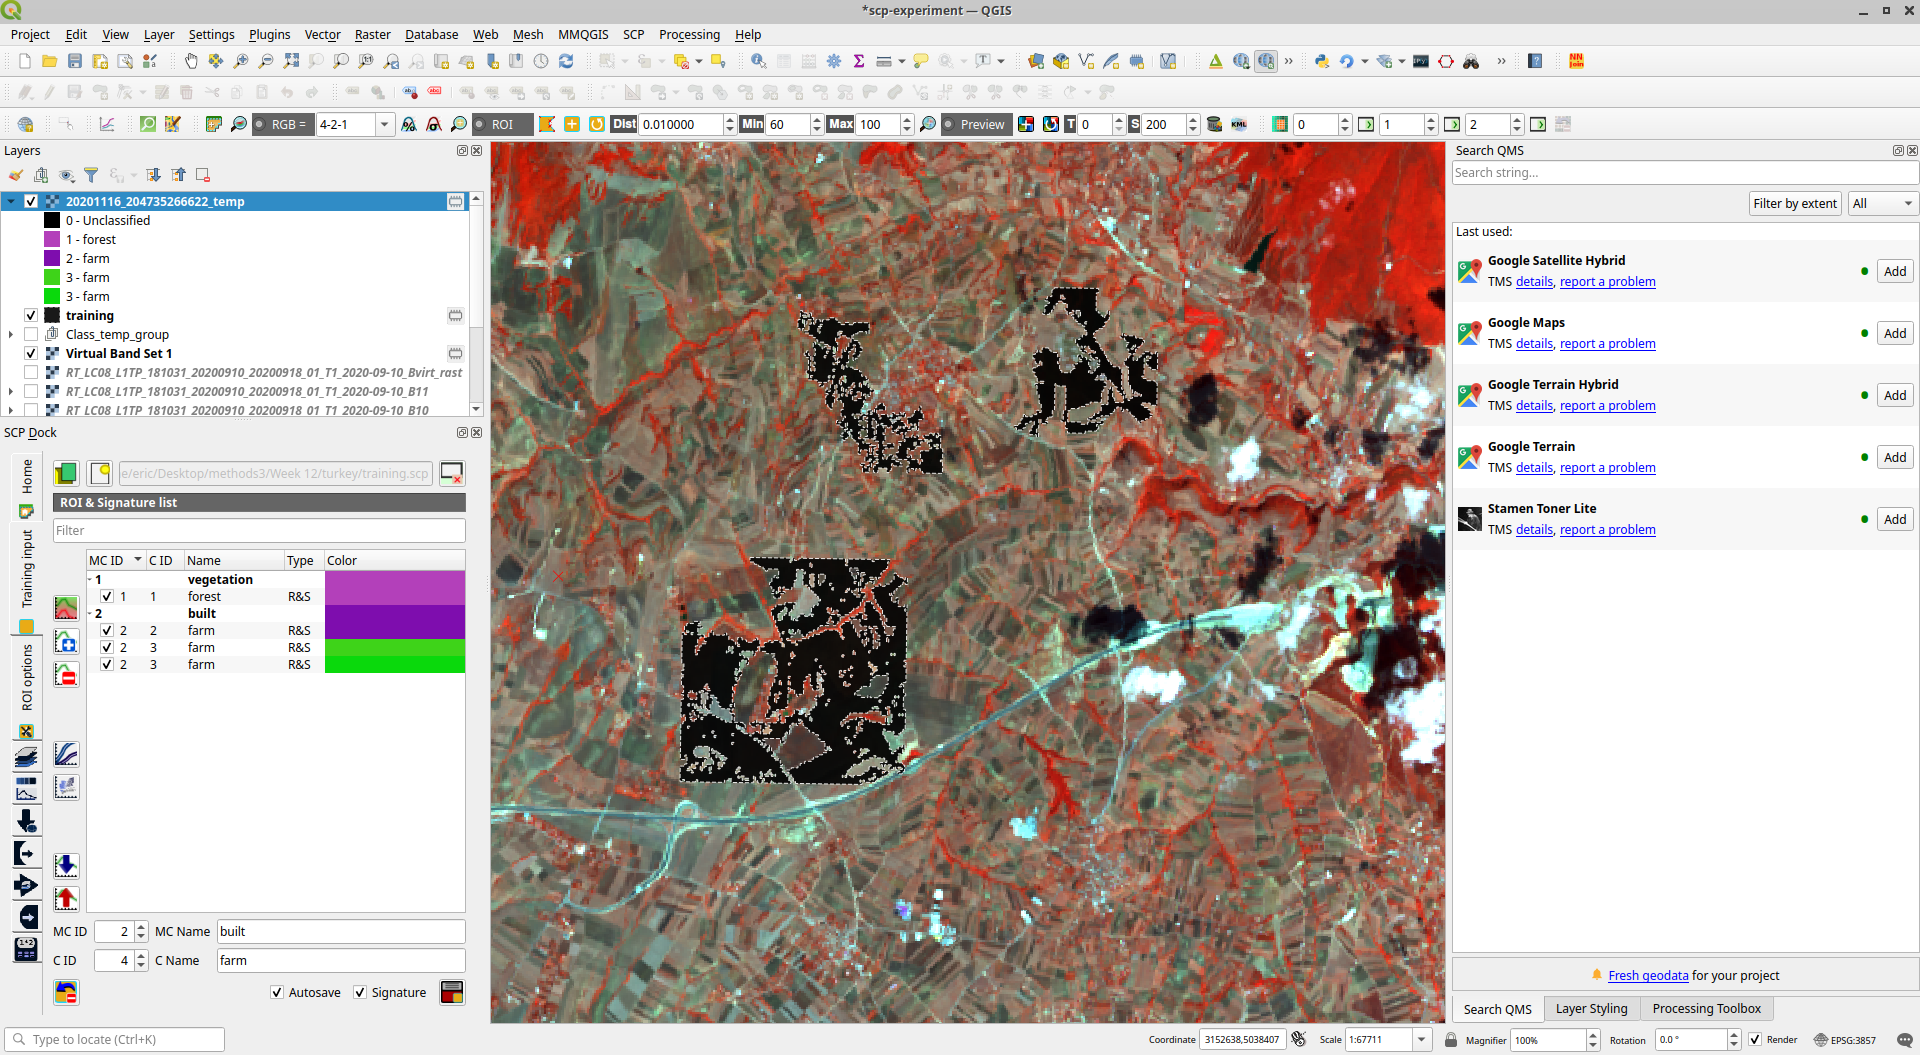 *scp-experiment — QGIS
Project Edit View Layer Settings Plugins Vector Raster Database Web Mesh MMQGIS SCP Processing Help
NN Join
RGB = 4-2-1 ROI Dist 0.010000 Min 60 Max 100 Preview T 0 S 200 KML 0 1 2
Layers
20201116_204735266622_temp
0 - Unclassified
1 - forest
2 - farm
3 - farm
3 - farm
training
Class_temp_group
Virtual Band Set 1
RT_LC08_L1TP_181031_20200910_20200918_01_T1_2020-09-10_Bvirt_rast
RT_LC08_L1TP_181031_20200910_20200918_01_T1_2020-09-10_B11
RT_LC08_L1TP_181031_20200910_20200918_01_T1_2020-09-10_B10
SCP Dock
Home
Training input
ROI options
e/eric/Desktop/methods3/Week 12/turkey/training.scp
ROI & Signature list
Filter
MC ID C ID Name Type Color
1 vegetation
1 1 forest R&S
2 built
2 2 farm R&S
2 3 farm R&S
2 3 farm R&S
MC ID 2 MC Name built
C ID 4 C Name farm
Autosave Signature
Search QMS
Search string...
Filter by extent All
Last used:
Google Satellite Hybrid
TMS details, report a problem
Add
Google Maps
TMS details, report a problem
Add
Google Terrain Hybrid
TMS details, report a problem
Add
Google Terrain
TMS details, report a problem
Add
Stamen Toner Lite
TMS details, report a problem
Add
Fresh geodata for your project
Search QMS Layer Styling Processing Toolbox
Type to locate (Ctrl+K)
Coordinate 3152638,5038407 Scale 1:67711 Magnifier 100% Rotation 0.0 ° Render EPSG:3857